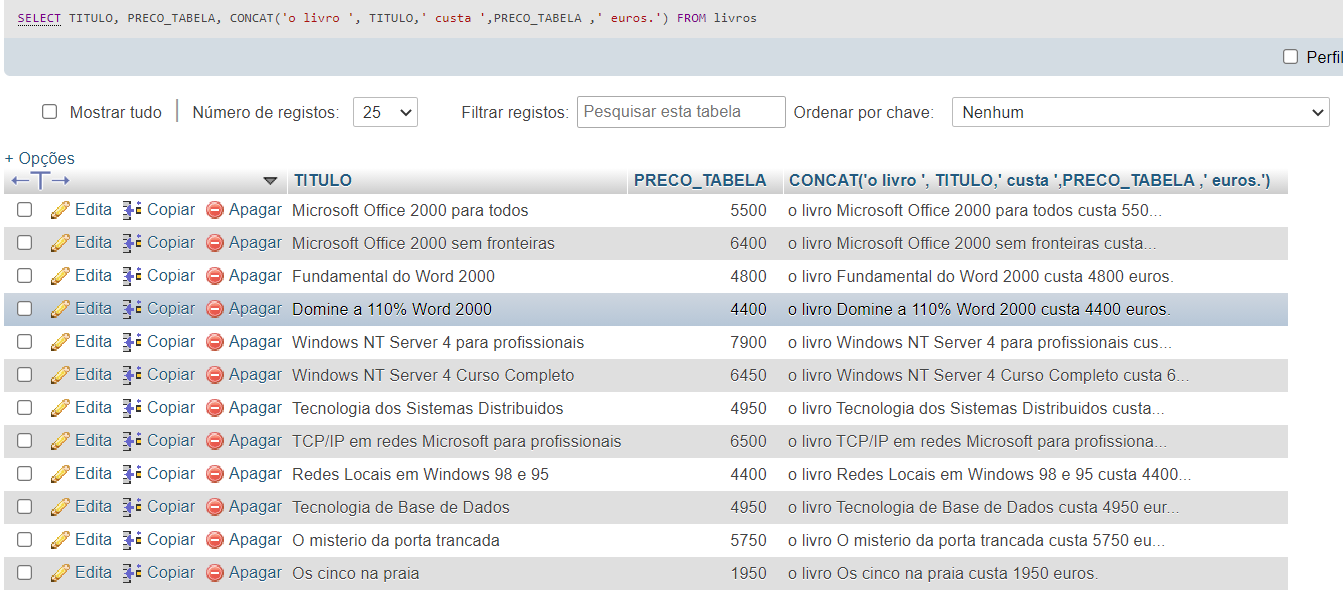 SELECT TITULO, PRECO_TABELA, CONCAT('o livro ', TITULO,' custa ',PRECO_TABELA ,' euros.') FROM livros
Perfil
Mostrar tudo | Número de registos: 25 Filtrar registos: Pesquisar esta tabela Ordenar por chave: Nenhum
+ Opções
←T→ TITULO PRECO_TABELA CONCAT('o livro ', TITULO,' custa ',PRECO_TABELA ,' euros.')
Edita Copiar Apagar Microsoft Office 2000 para todos 5500 o livro Microsoft Office 2000 para todos custa 550...
Edita Copiar Apagar Microsoft Office 2000 sem fronteiras 6400 o livro Microsoft Office 2000 sem fronteiras custa...
Edita Copiar Apagar Fundamental do Word 2000 4800 o livro Fundamental do Word 2000 custa 4800 euros.
Edita Copiar Apagar Domine a 110% Word 2000 4400 o livro Domine a 110% Word 2000 custa 4400 euros.
Edita Copiar Apagar Windows NT Server 4 para profissionais 7900 o livro Windows NT Server 4 para profissionais cus...
Edita Copiar Apagar Windows NT Server 4 Curso Completo 6450 o livro Windows NT Server 4 Curso Completo custa 6...
Edita Copiar Apagar Tecnologia dos Sistemas Distribuidos 4950 o livro Tecnologia dos Sistemas Distribuidos custa...
Edita Copiar Apagar TCP/IP em redes Microsoft para profissionais 6500 o livro TCP/IP em redes Microsoft para profissiona...
Edita Copiar Apagar Redes Locais em Windows 98 e 95 4400 o livro Redes Locais em Windows 98 e 95 custa 4400...
Edita Copiar Apagar Tecnologia de Base de Dados 4950 o livro Tecnologia de Base de Dados custa 4950 eur...
Edita Copiar Apagar O misterio da porta trancada 5750 o livro O misterio da porta trancada custa 5750 eu...
Edita Copiar Apagar Os cinco na praia 1950 o livro Os cinco na praia custa 1950 euros.